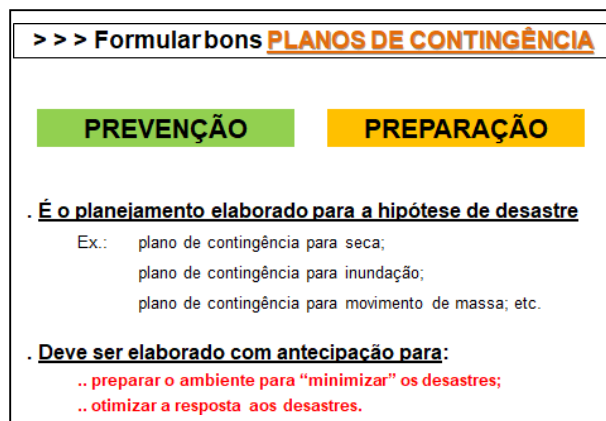 > > > Formular bons PLANOS DE CONTINGÊNCIA
PREVENÇÃO PREPARAÇÃO
. É o planejamento elaborado para a hipótese de desastre
Ex.: plano de contingência para seca;
plano de contingência para inundação;
plano de contingência para movimento de massa; etc.
. Deve ser elaborado com antecipação para:
.. preparar o ambiente para “minimizar” os desastres;
.. otimizar a resposta aos desastres.